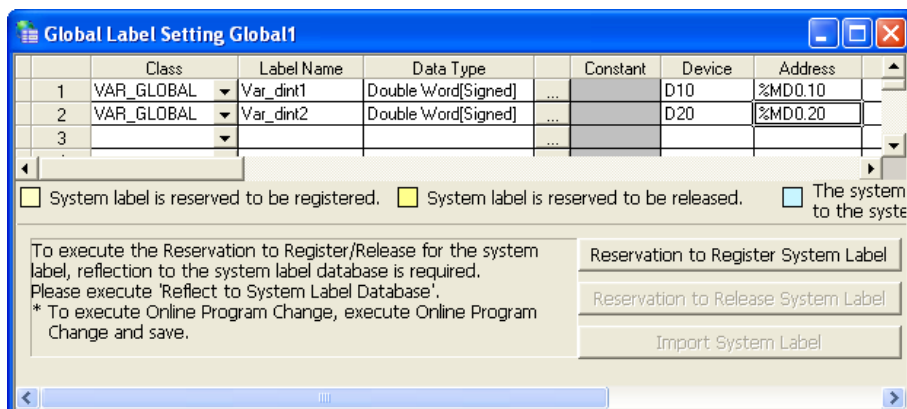 Global Label Setting Global1
Class Label Name Data Type Constant Device Address
1 VAR_GLOBAL Var_dint1 Double Word[Signed] ... D10 %MD0.10
2 VAR_GLOBAL Var_dint2 Double Word[Signed] ... D20 %MD0.20
3 ...
System label is reserved to be registered. System label is reserved to be released. The system
to the syste
To execute the Reservation to Register/Release for the system
label, reflection to the system label database is required.
Please execute 'Reflect to System Label Database'.
* To execute Online Program Change, execute Online Program
Change and save.
Reservation to Register System Label
Reservation to Release System Label
Import System Label